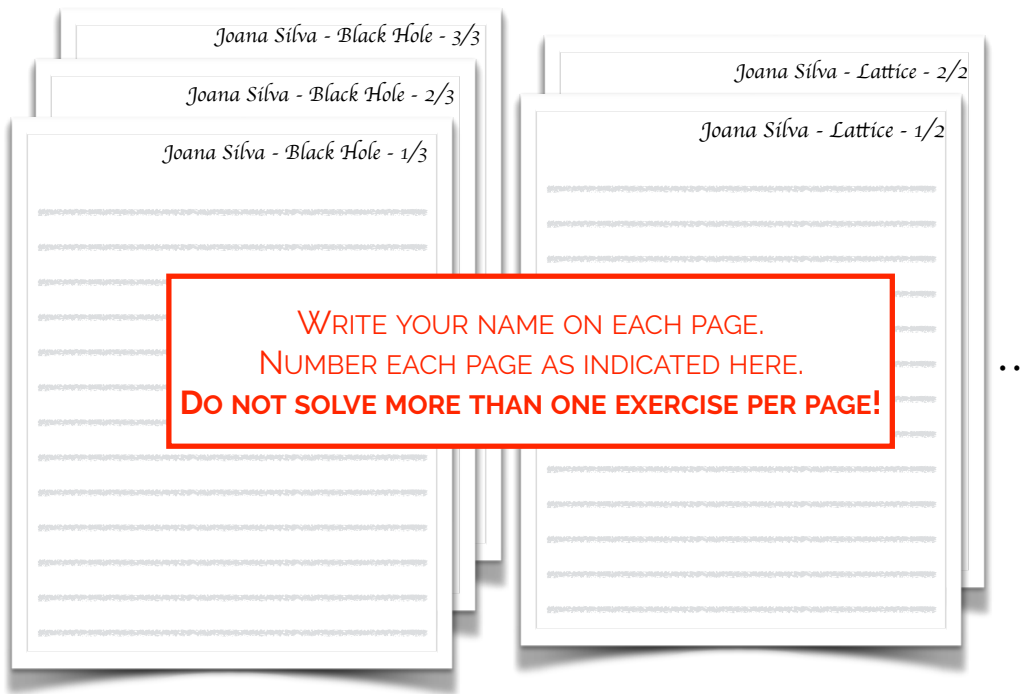 Joana Silva - Black Hole - 3/3
Joana Silva - Black Hole - 2/3
Joana Silva - Black Hole - 1/3
Joana Silva - Lattice - 2/2
Joana Silva - Lattice - 1/2
WRITE YOUR NAME ON EACH PAGE.
NUMBER EACH PAGE AS INDICATED HERE.
DO NOT SOLVE MORE THAN ONE EXERCISE PER PAGE!
..